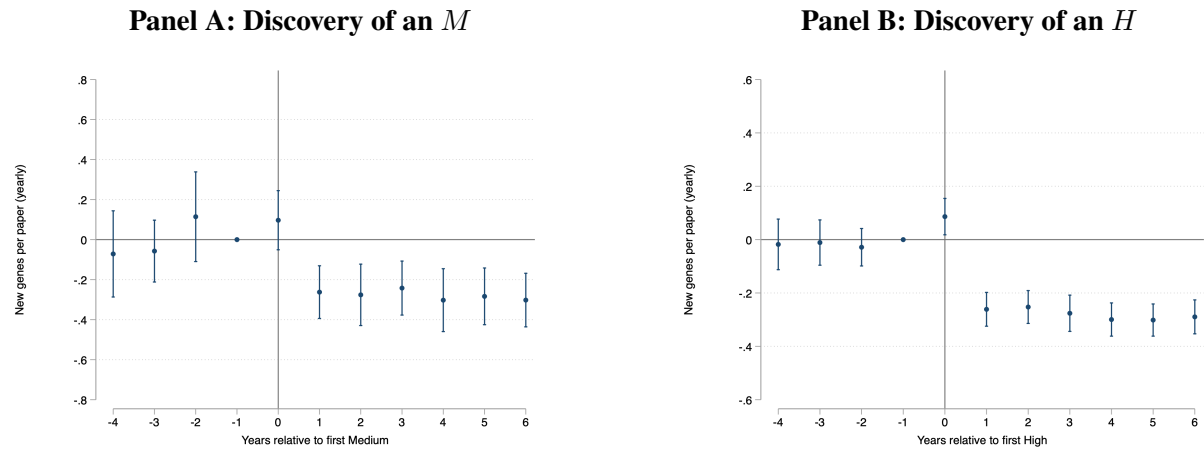 Panel A: Discovery of an M
New genes per paper (yearly)
.8
.6
.4
.2
0
-.2
-.4
-.6
-.8
-4 -3 -2 -1 0 1 2 3 4 5 6
Years relative to first Medium
Panel B: Discovery of an H
New genes per paper (yearly)
.6
.4
.2
0
-.2
-.4
-.6
-4 -3 -2 -1 0 1 2 3 4 5 6
Years relative to first High